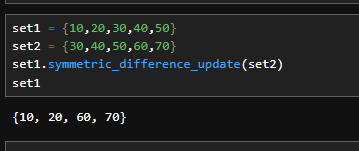 set1 = {10,20,30,40,50}
set2 = {30,40,50,60,70}
set1.symmetric_difference_update(set2)
set1
{10, 20, 60, 70}